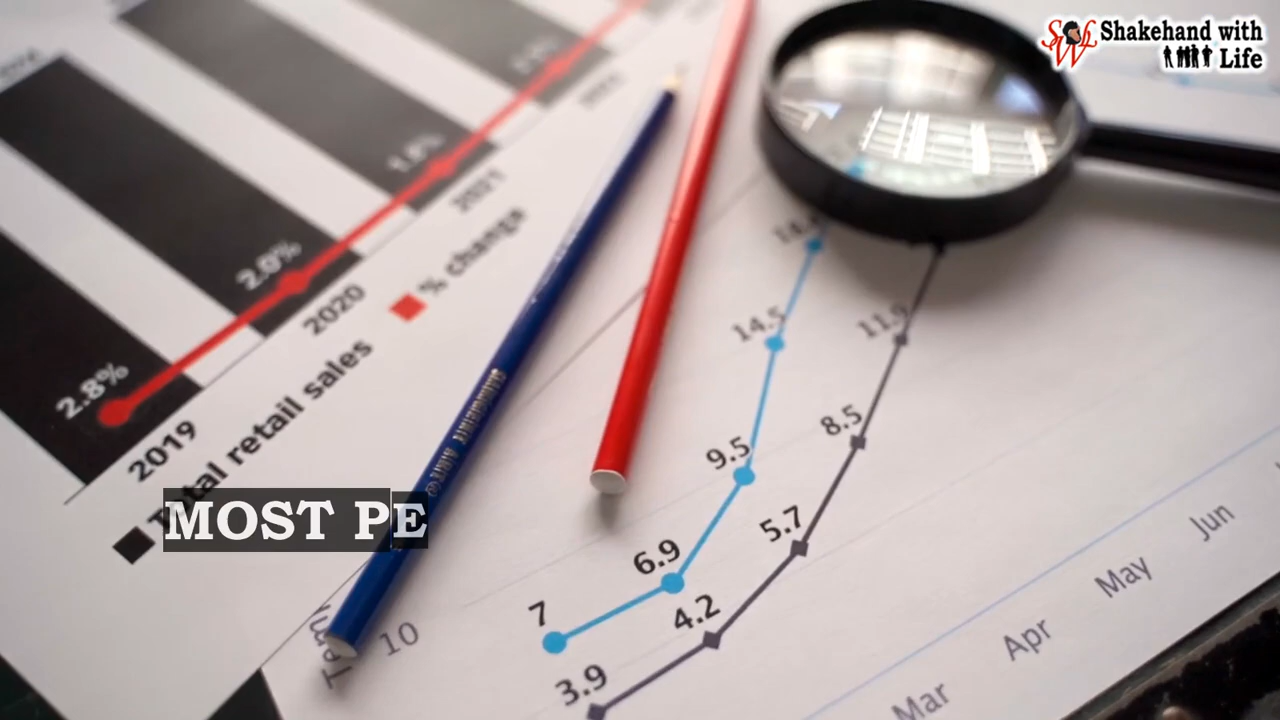 Shakehand with
Life
2.8%
2.0%
1.6%
2019
2020
2021
% change
Total retail sales
MOST PE
14.5
11.9
9.5
8.5
6.9
5.7
7
4.2
3.9
10
Mar
Apr
May
Jun